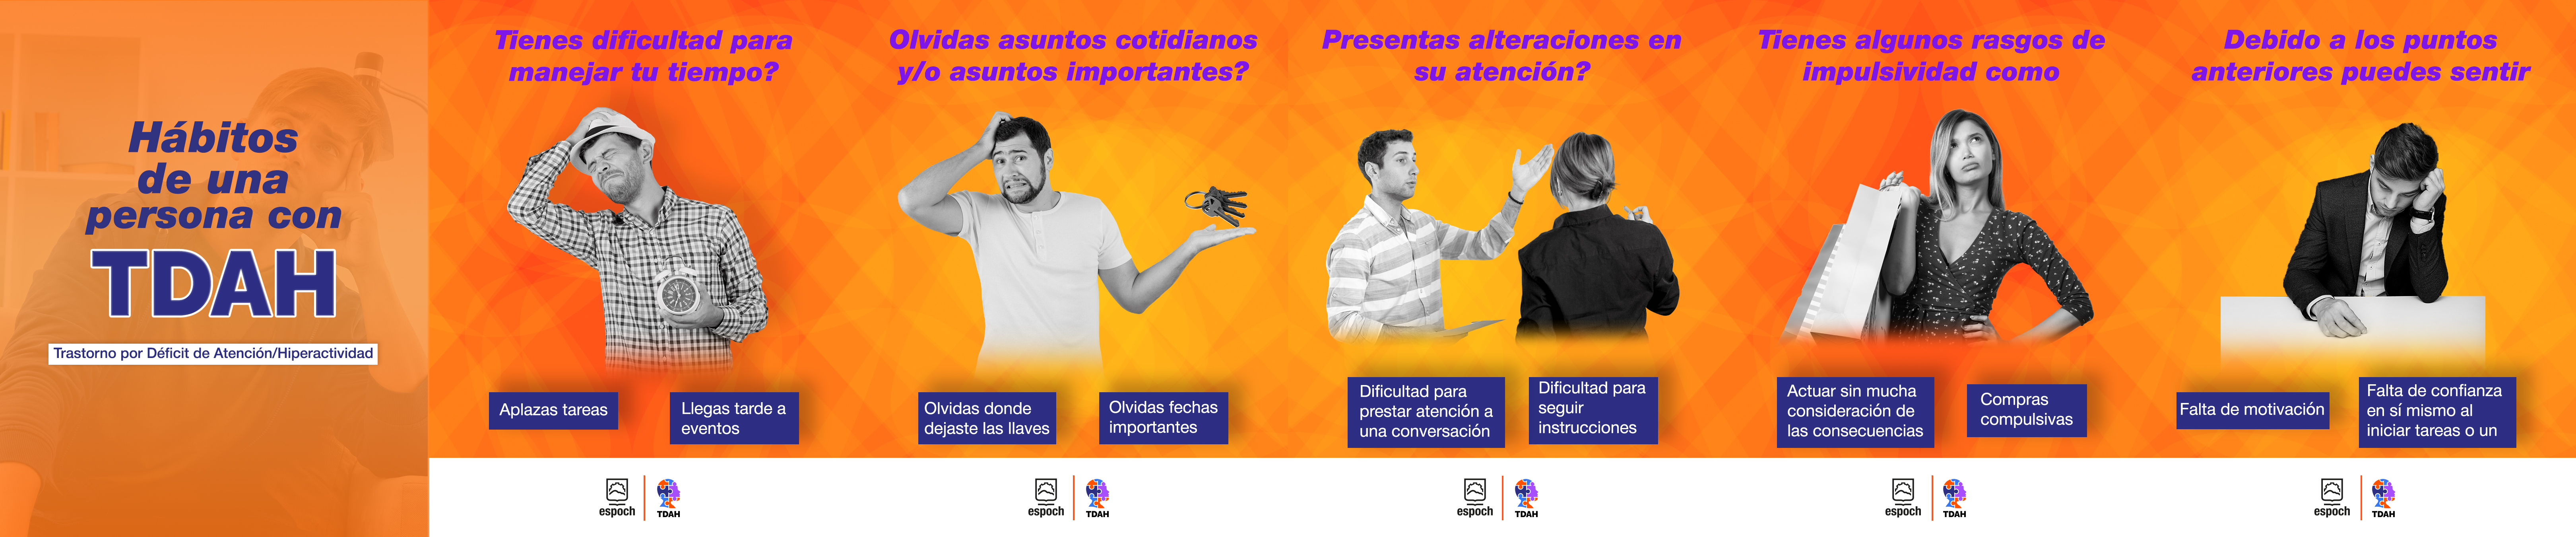 Hábitos
de una
persona con
TDAH
Trastorno por Déficit de Atención/Hiperactividad
Tienes dificultad para
manejar tu tiempo?
Aplazas tareas
Llegas tarde a
eventos
espoch
TDAH
Olvidas asuntos cotidianos
y/o asuntos importantes?
Olvidas donde
dejaste las llaves
Olvidas fechas
importantes
espoch
TDAH
Presentas alteraciones en
su atención?
Dificultad para
prestar atención a
una conversación
Dificultad para
seguir
instrucciones
espoch
TDAH
Tienes algunos rasgos de
impulsividad como
Actuar sin mucha
consideración de
las consecuencias
Compras
compulsivas
espoch
TDAH
Debido a los puntos
anteriores puedes sentir
Falta de motivación
Falta de confianza
en sí mismo al
iniciar tareas o un
espoch
TDAH